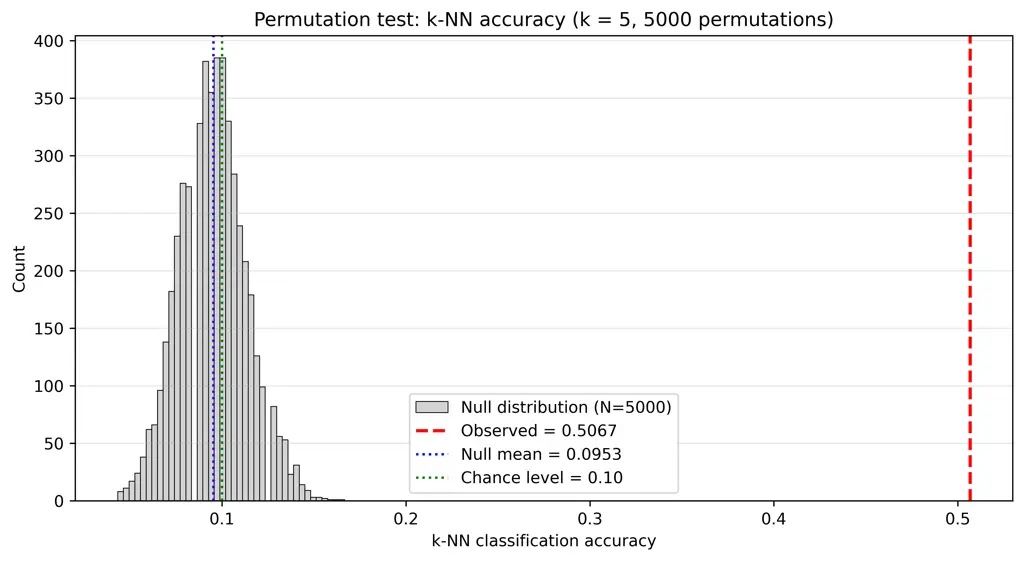 Permutation test: k-NN accuracy (k = 5, 5000 permutations)
400
350
300
250
200
150
100
50
0
Count
Null distribution (N=5000)
Observed = 0.5067
Null mean = 0.0953
Chance level = 0.10
0.1
0.2
0.3
0.4
0.5
k-NN classification accuracy